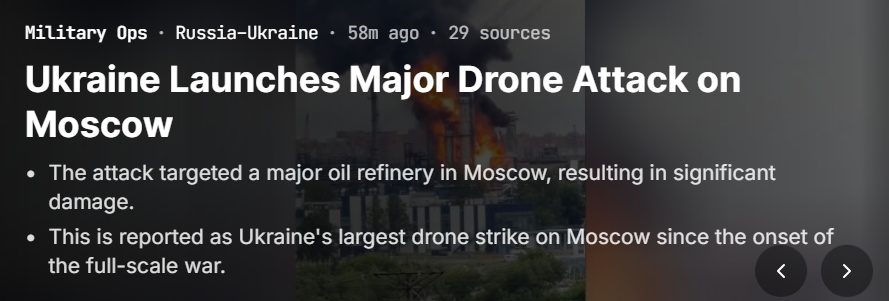 Military Ops · Russia-Ukraine · 58m ago · 29 sources
Ukraine Launches Major Drone Attack on
Moscow
• The attack targeted a major oil refinery in Moscow, resulting in significant
damage.
• This is reported as Ukraine's largest drone strike on Moscow since the onset of
the full-scale war.